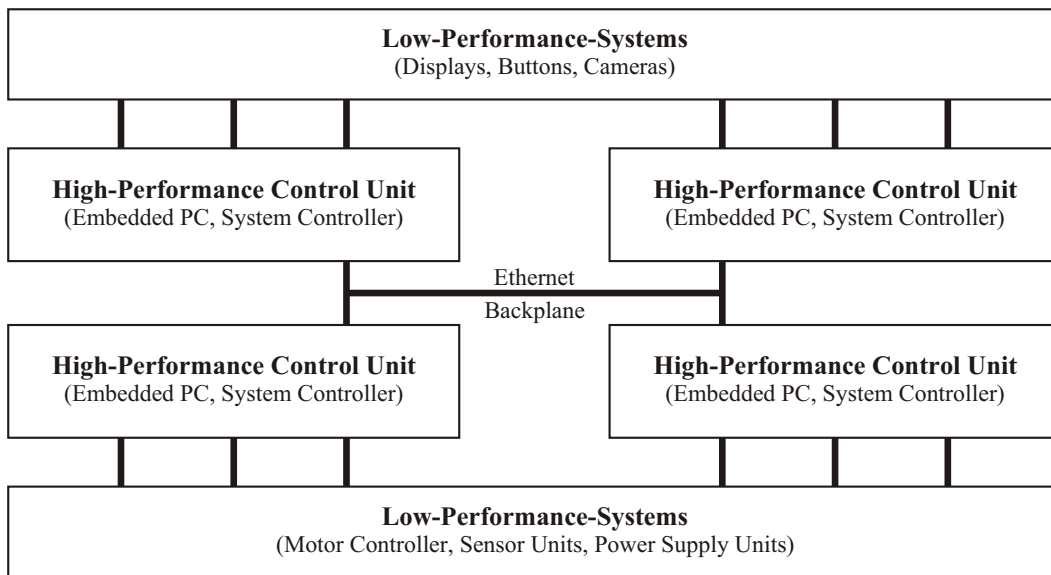 Low-Performance-Systems
(Displays, Buttons, Cameras)
High-Performance Control Unit
(Embedded PC, System Controller)
High-Performance Control Unit
(Embedded PC, System Controller)
Ethernet
Backplane
High-Performance Control Unit
(Embedded PC, System Controller)
High-Performance Control Unit
(Embedded PC, System Controller)
Low-Performance-Systems
(Motor Controller, Sensor Units, Power Supply Units)